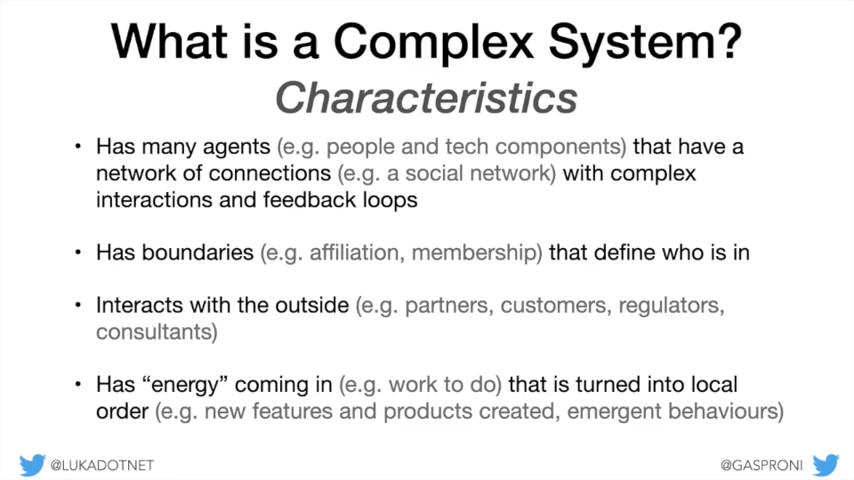 What is a Complex System?
Characteristics
• Has many agents (e.g. people and tech components) that have a
network of connections (e.g. a social network) with complex
interactions and feedback loops
• Has boundaries (e.g. affiliation, membership) that define who is in
• Interacts with the outside (e.g. partners, customers, regulators,
consultants)
• Has “energy” coming in (e.g. work to do) that is turned into local
order (e.g. new features and products created, emergent behaviours)
@LUKADOTNET
@GASPRONI